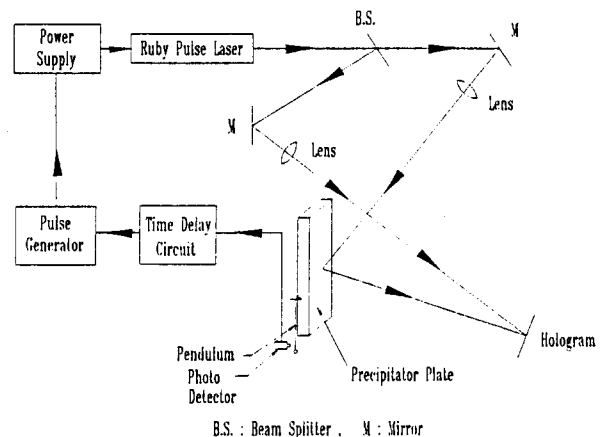 B.S.
M
Power
Supply
Ruby Pulse Laser
Lens
M
Lens
Pulse
Generator
Time Delay
Circuit
Pendulum
Photo
Detector
Precipitator Plate
Hologram
B.S. : Beam Splitter , M : Mirror